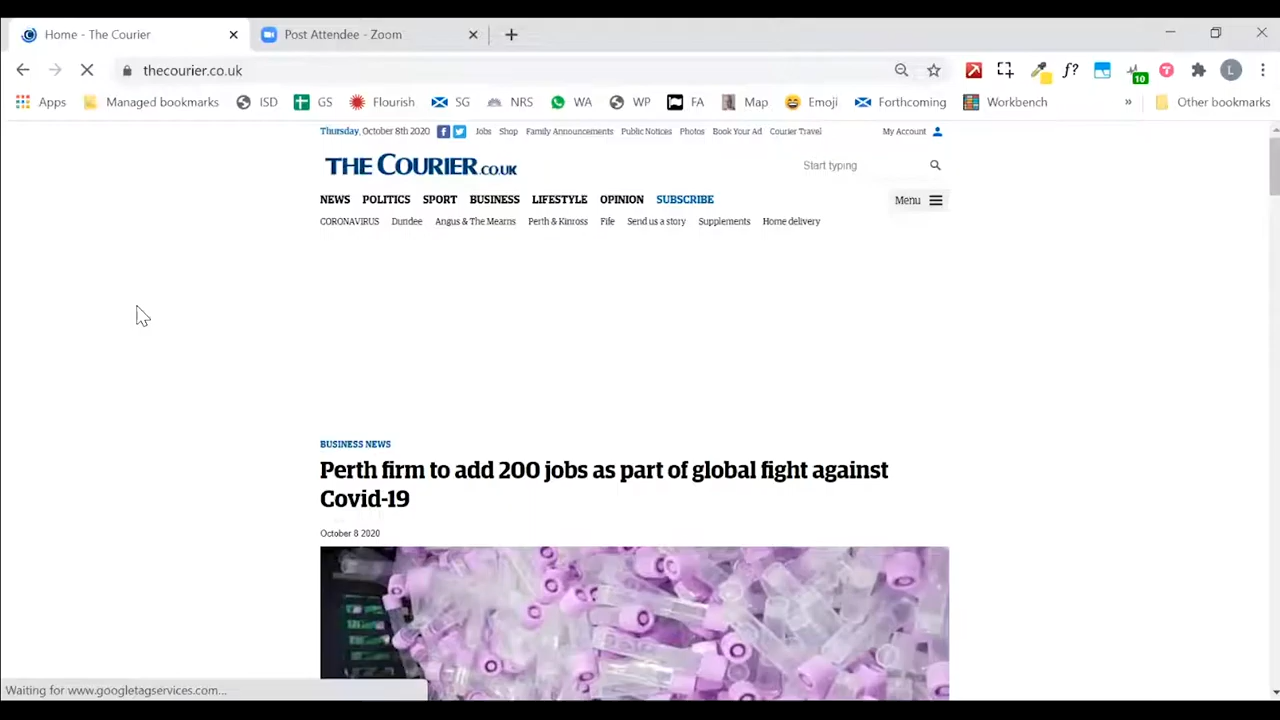 Home - The Courier
Post Attendee - Zoom
thecourier.co.uk
f?
10
T
L
Apps
Managed bookmarks
IS
GS
Flourish
SG
NRS
WA
WP
FA
Map
Emoji
Forthcoming
Workbench
»
Other bookmarks
Thursday, October 8th 2020
Jobs
Shop
Family Announcements
Public Notices
Photos
Book Your Ad
Courier Travel
My Account
THE COURIER.CO.UK
Start typing
NEWS
POLITICS
SPORT
BUSINESS
LIFESTYLE
OPINION
SUBSCRIBE
Menu
CORONAVIRUS
Dundee
Angus & The Mearns
Perth & Kinross
Fife
Send us a story
Supplements
Home delivery
BUSINESS NEWS
Perth firm to add 200 jobs as part of global fight against
Covid-19
October 8 2020
Waiting for www.googletagservices.com...